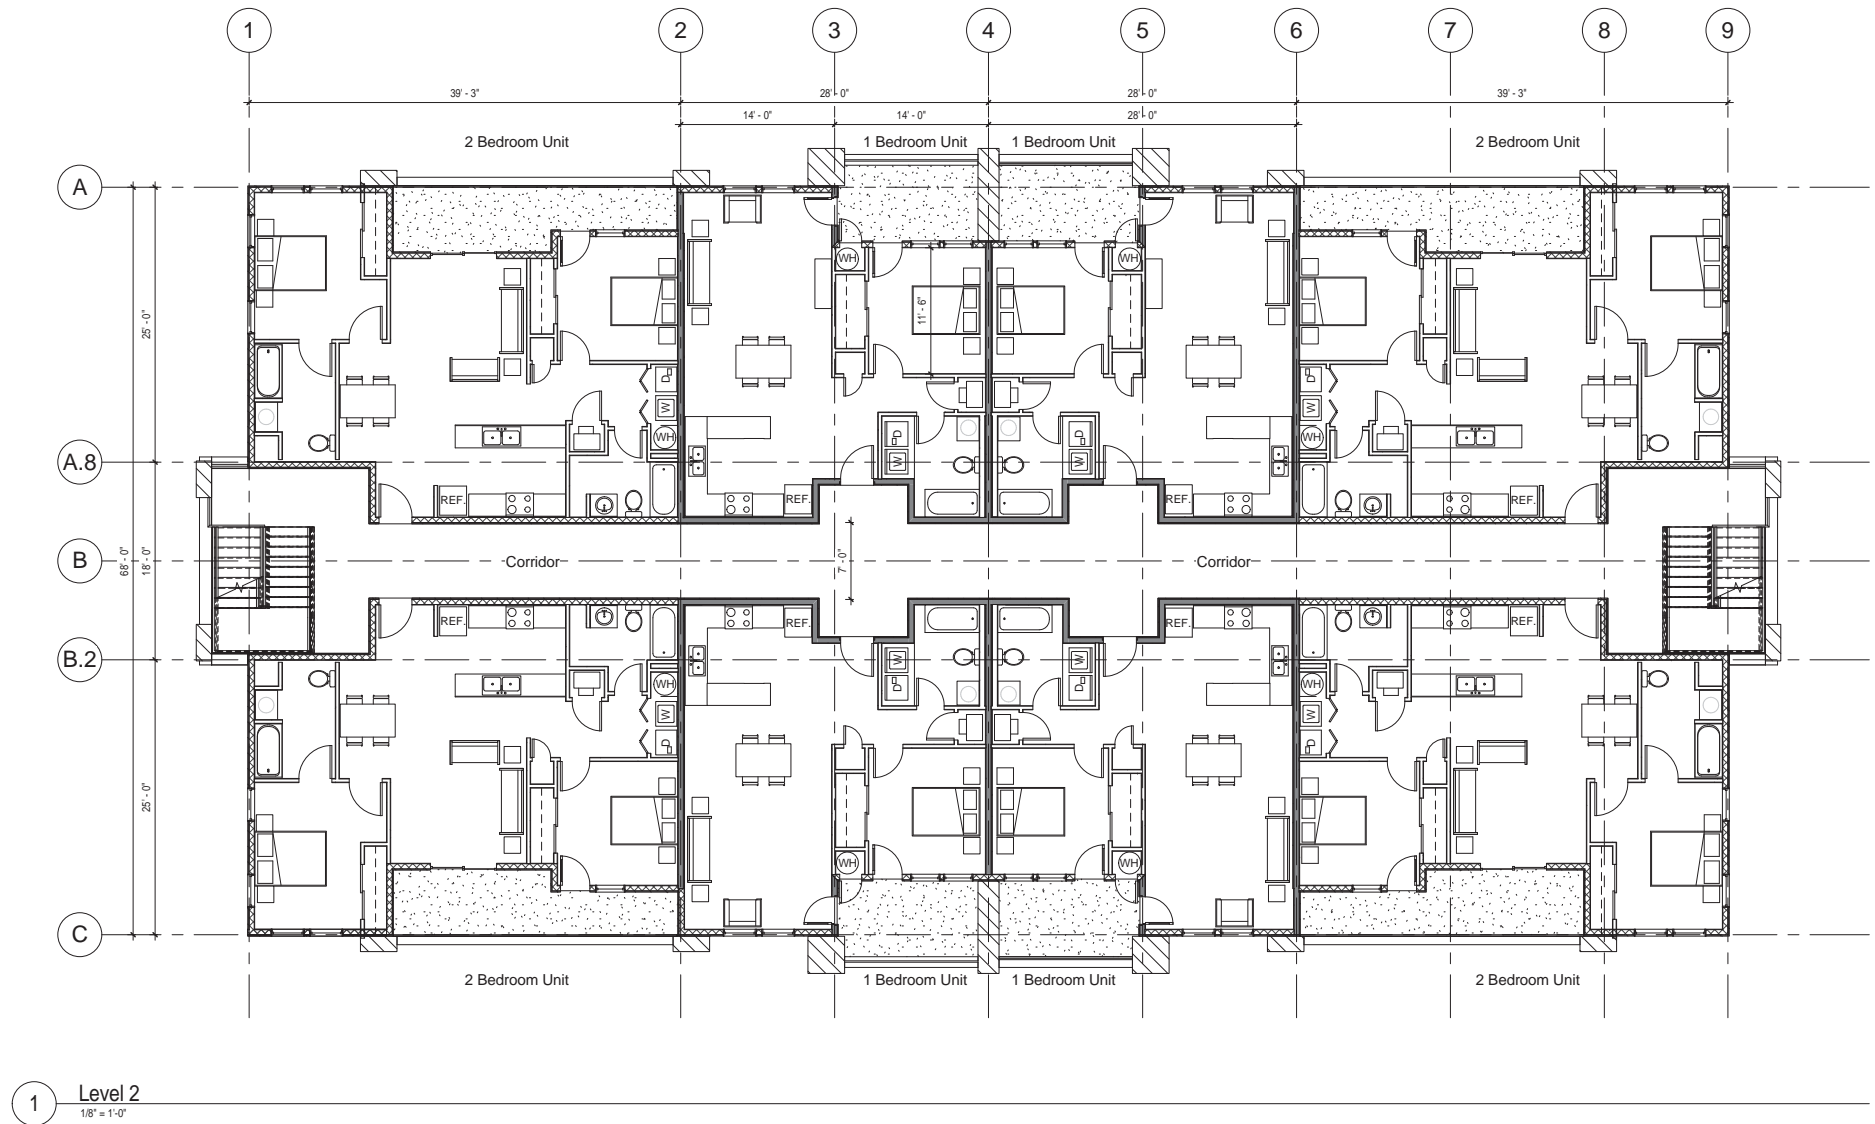 1 2 3 4 5 6 7 8 9
39' - 3" 28' - 0" 28' - 0" 39' - 3"
14' - 0" 14' - 0" 28' - 0"
2 Bedroom Unit 1 Bedroom Unit 1 Bedroom Unit 2 Bedroom Unit
A
WH WH
11' - 6"
25' - 0"
D D
W W
WH D D WH
A.8
W W
REF. REF. REF. REF.
B
68' - 0"
18' - 0"
Corridor
7' - 0"
Corridor
REF. REF. REF. REF.
B.2
W W
WH D D WH
W W
D D
25' - 0"
WH WH
C
2 Bedroom Unit 1 Bedroom Unit 1 Bedroom Unit 2 Bedroom Unit
1
Level 2
1/8" = 1'-0"